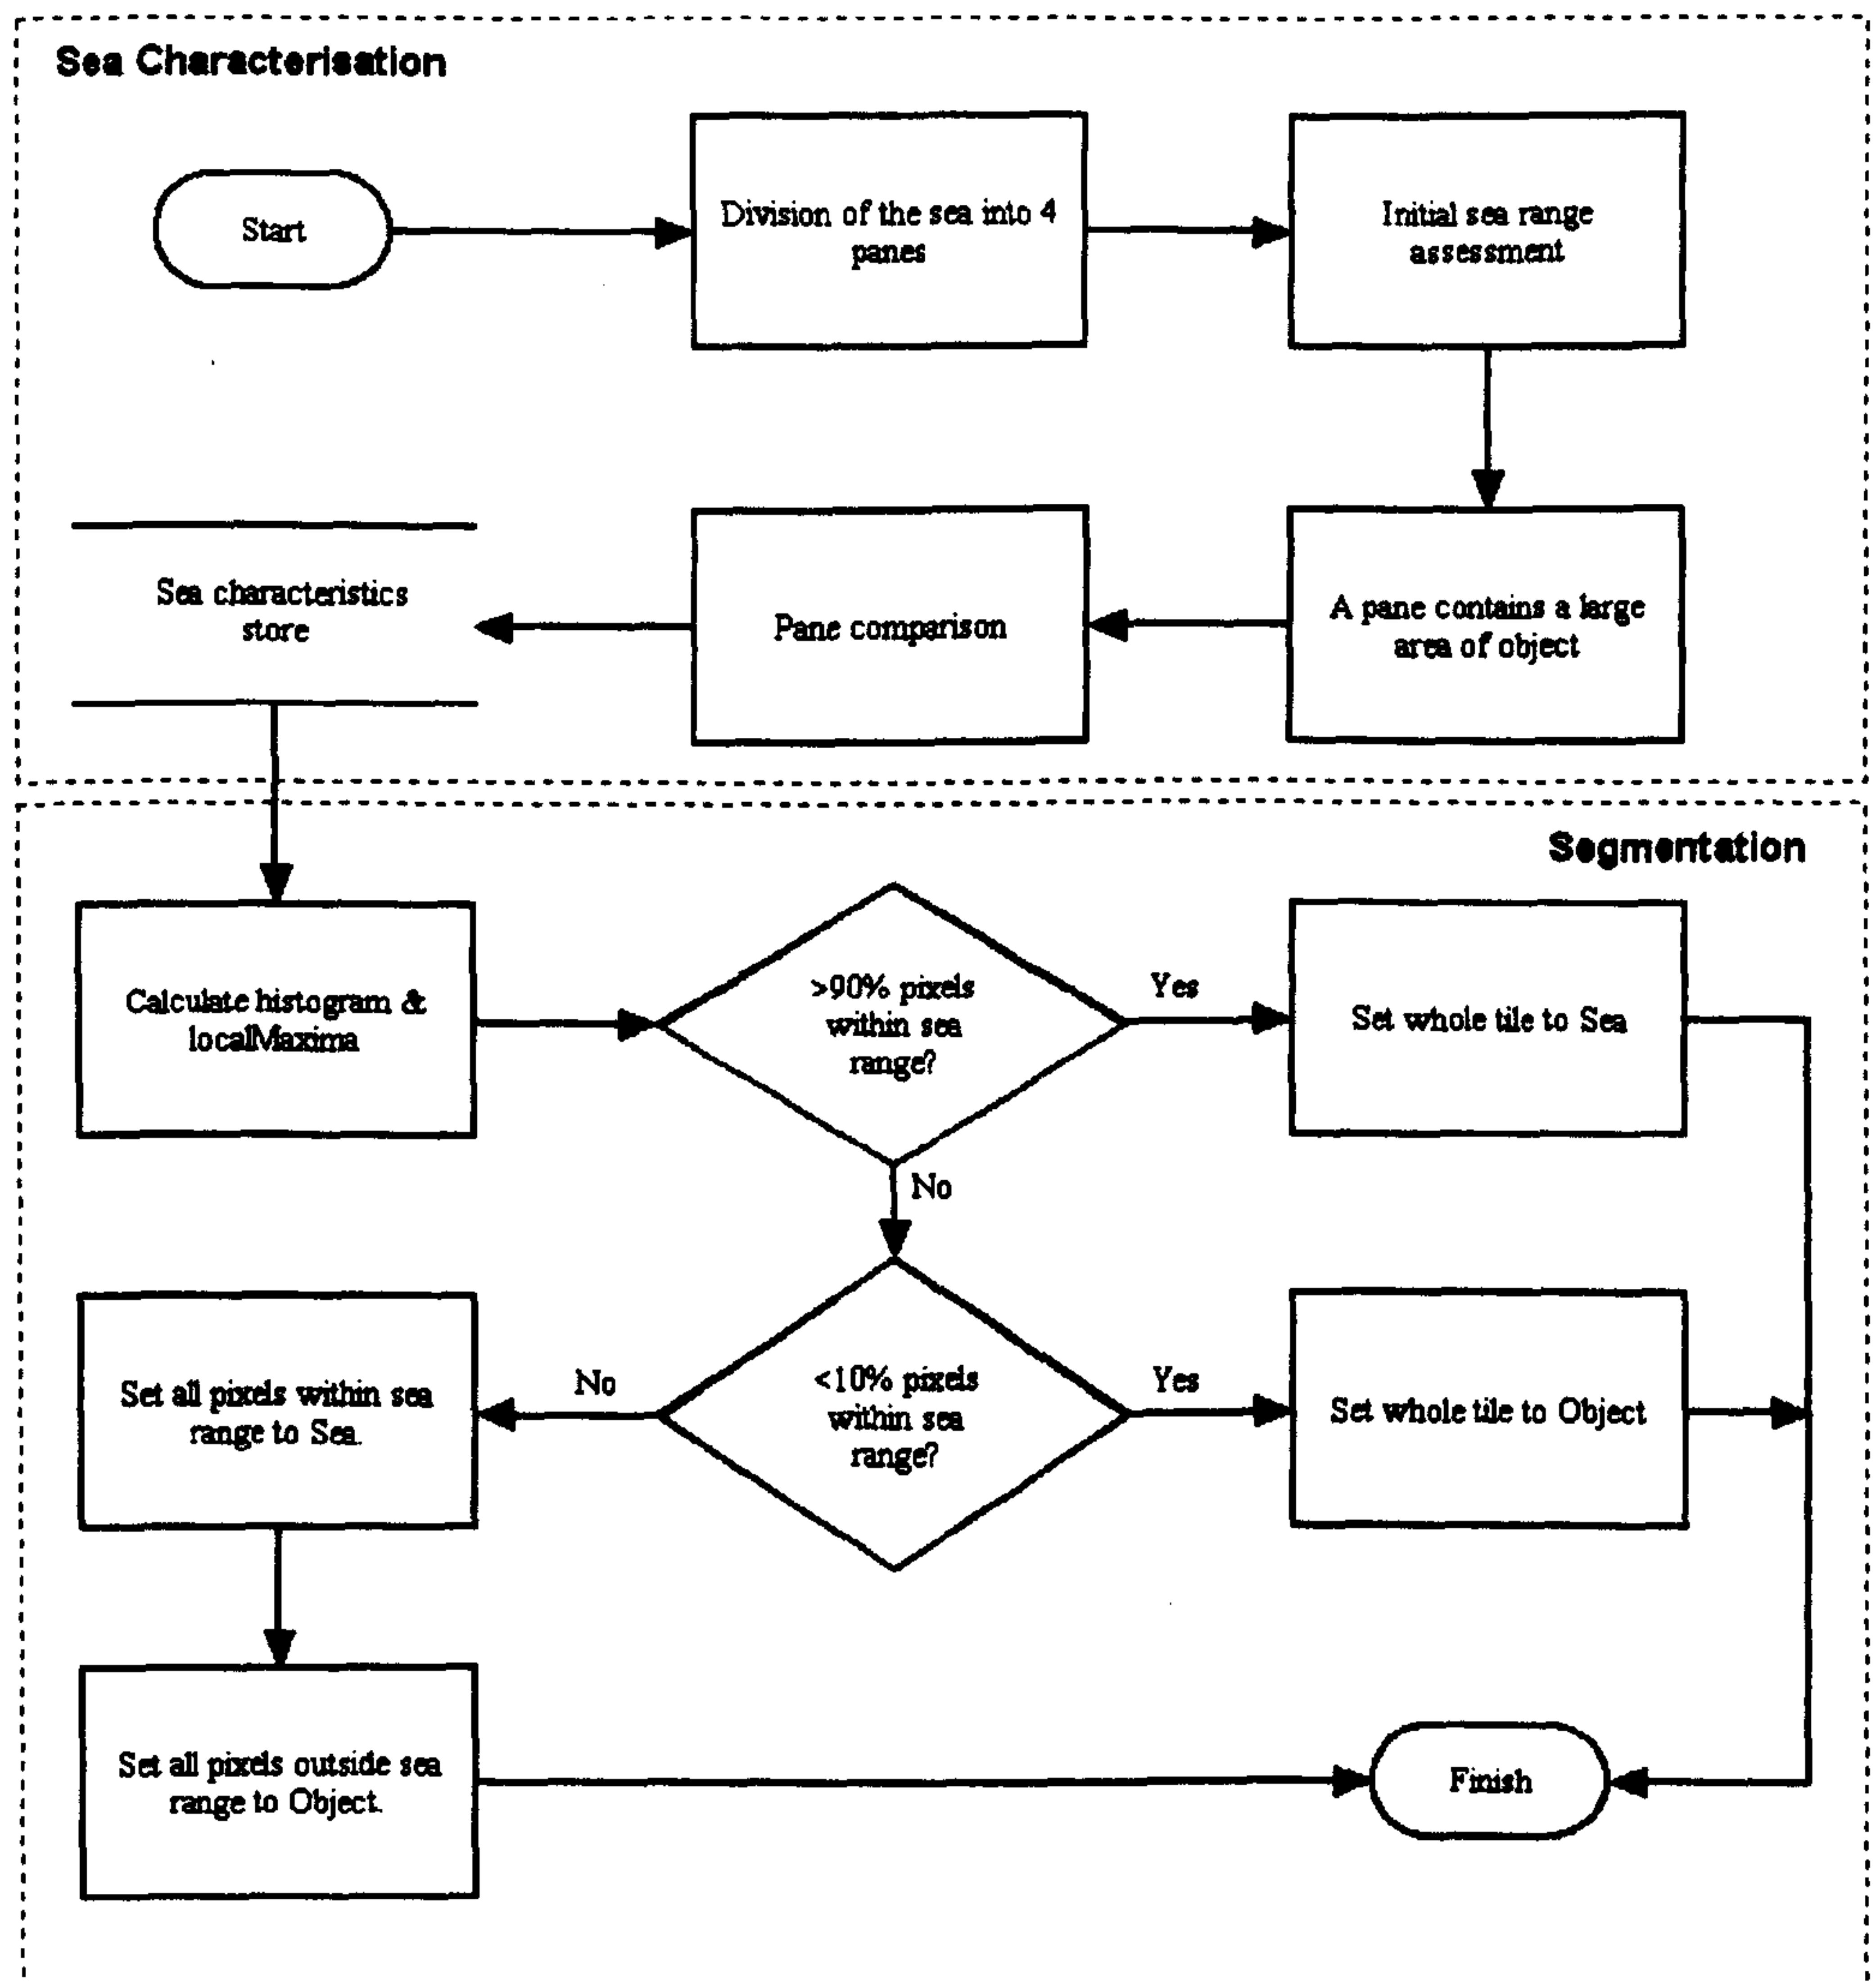 Sea Characterisation
Start
Division of the sea into 4
panes
Initial sea range
assessment
A pane contains a large
area of object
Pane comparison
Sea characteristics
store
Segmentation
Calculate histogram &
localMaxima
>90% pixels
within sea
range?
Yes
Set whole tile to Sea
No
<10% pixels
within sea
range?
Yes
Set whole tile to Object
No
Set all pixels within sea
range to Sea.
Set all pixels outside sea
range to Object.
Finish